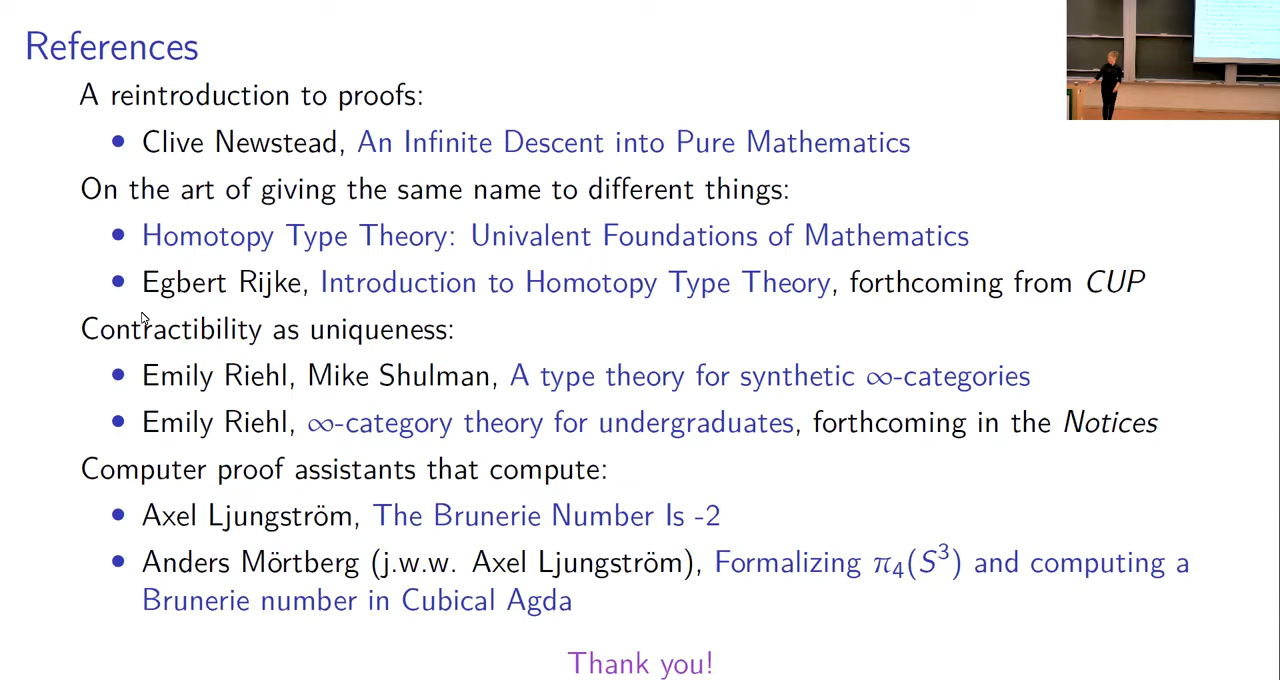 References
A reintroduction to proofs:
• Clive Newstead, An Infinite Descent into Pure Mathematics
On the art of giving the same name to different things:
• Homotopy Type Theory: Univalent Foundations of Mathematics
• Egbert Rijke, Introduction to Homotopy Type Theory, forthcoming from CUP
Contractibility as uniqueness:
• Emily Riehl, Mike Shulman, A type theory for synthetic ∞-categories
• Emily Riehl, ∞-category theory for undergraduates, forthcoming in the Notices
Computer proof assistants that compute:
• Axel Ljungström, The Brunerie Number Is -2
• Anders Mörtberg (j.w.w. Axel Ljungström), Formalizing π₄(S³) and computing a
Brunerie number in Cubical Agda
Thank you!